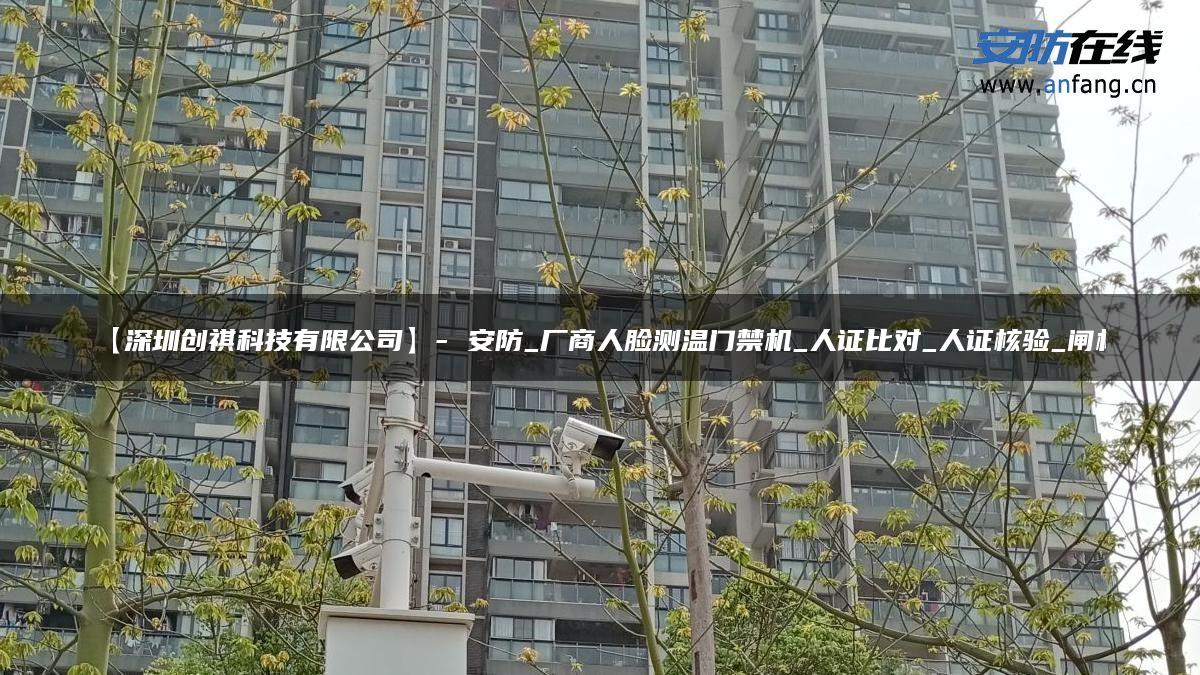 安防在线
www.anfang.cn
【深圳创祺科技有限公司】- 安防_厂商人脸测温门禁机_人证比对_人证核验_闸